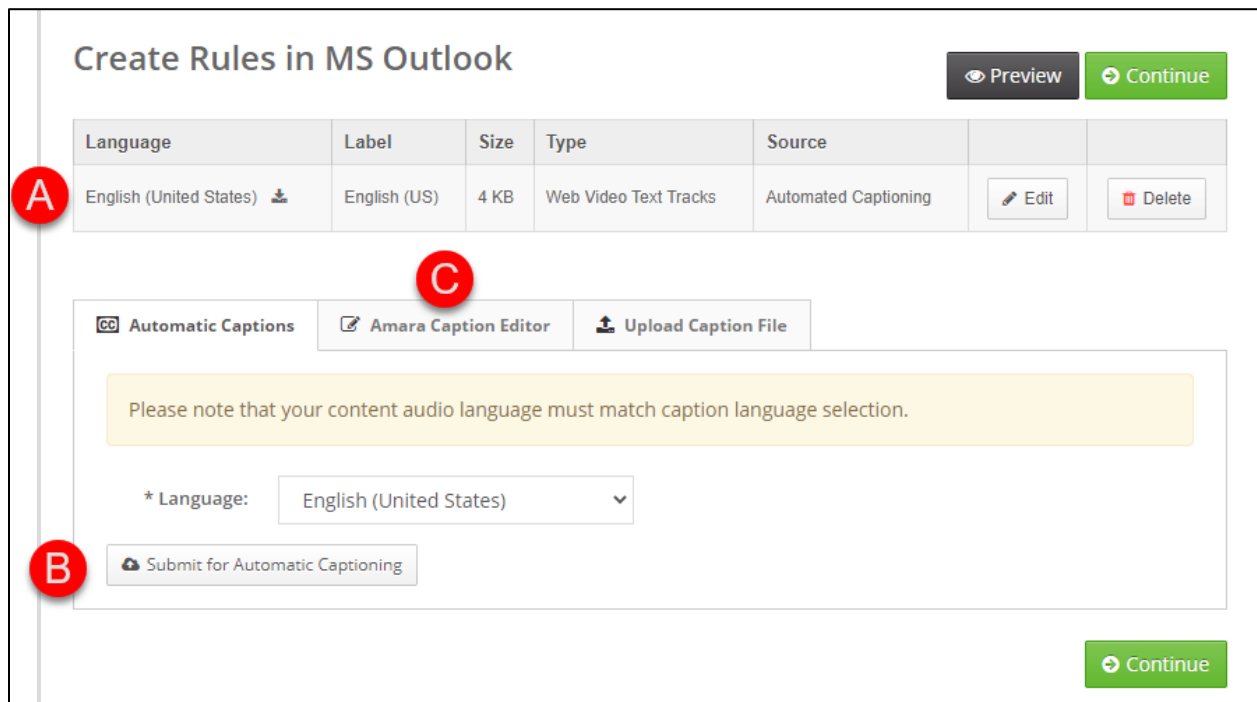 Create Rules in MS Outlook
Preview Continue
Language Label Size Type Source
A English (United States) English (US) 4 KB Web Video Text Tracks Automated Captioning Edit Delete
C
CC Automatic Captions Amara Caption Editor Upload Caption File
Please note that your content audio language must match caption language selection.
* Language: English (United States)
B Submit for Automatic Captioning
Continue